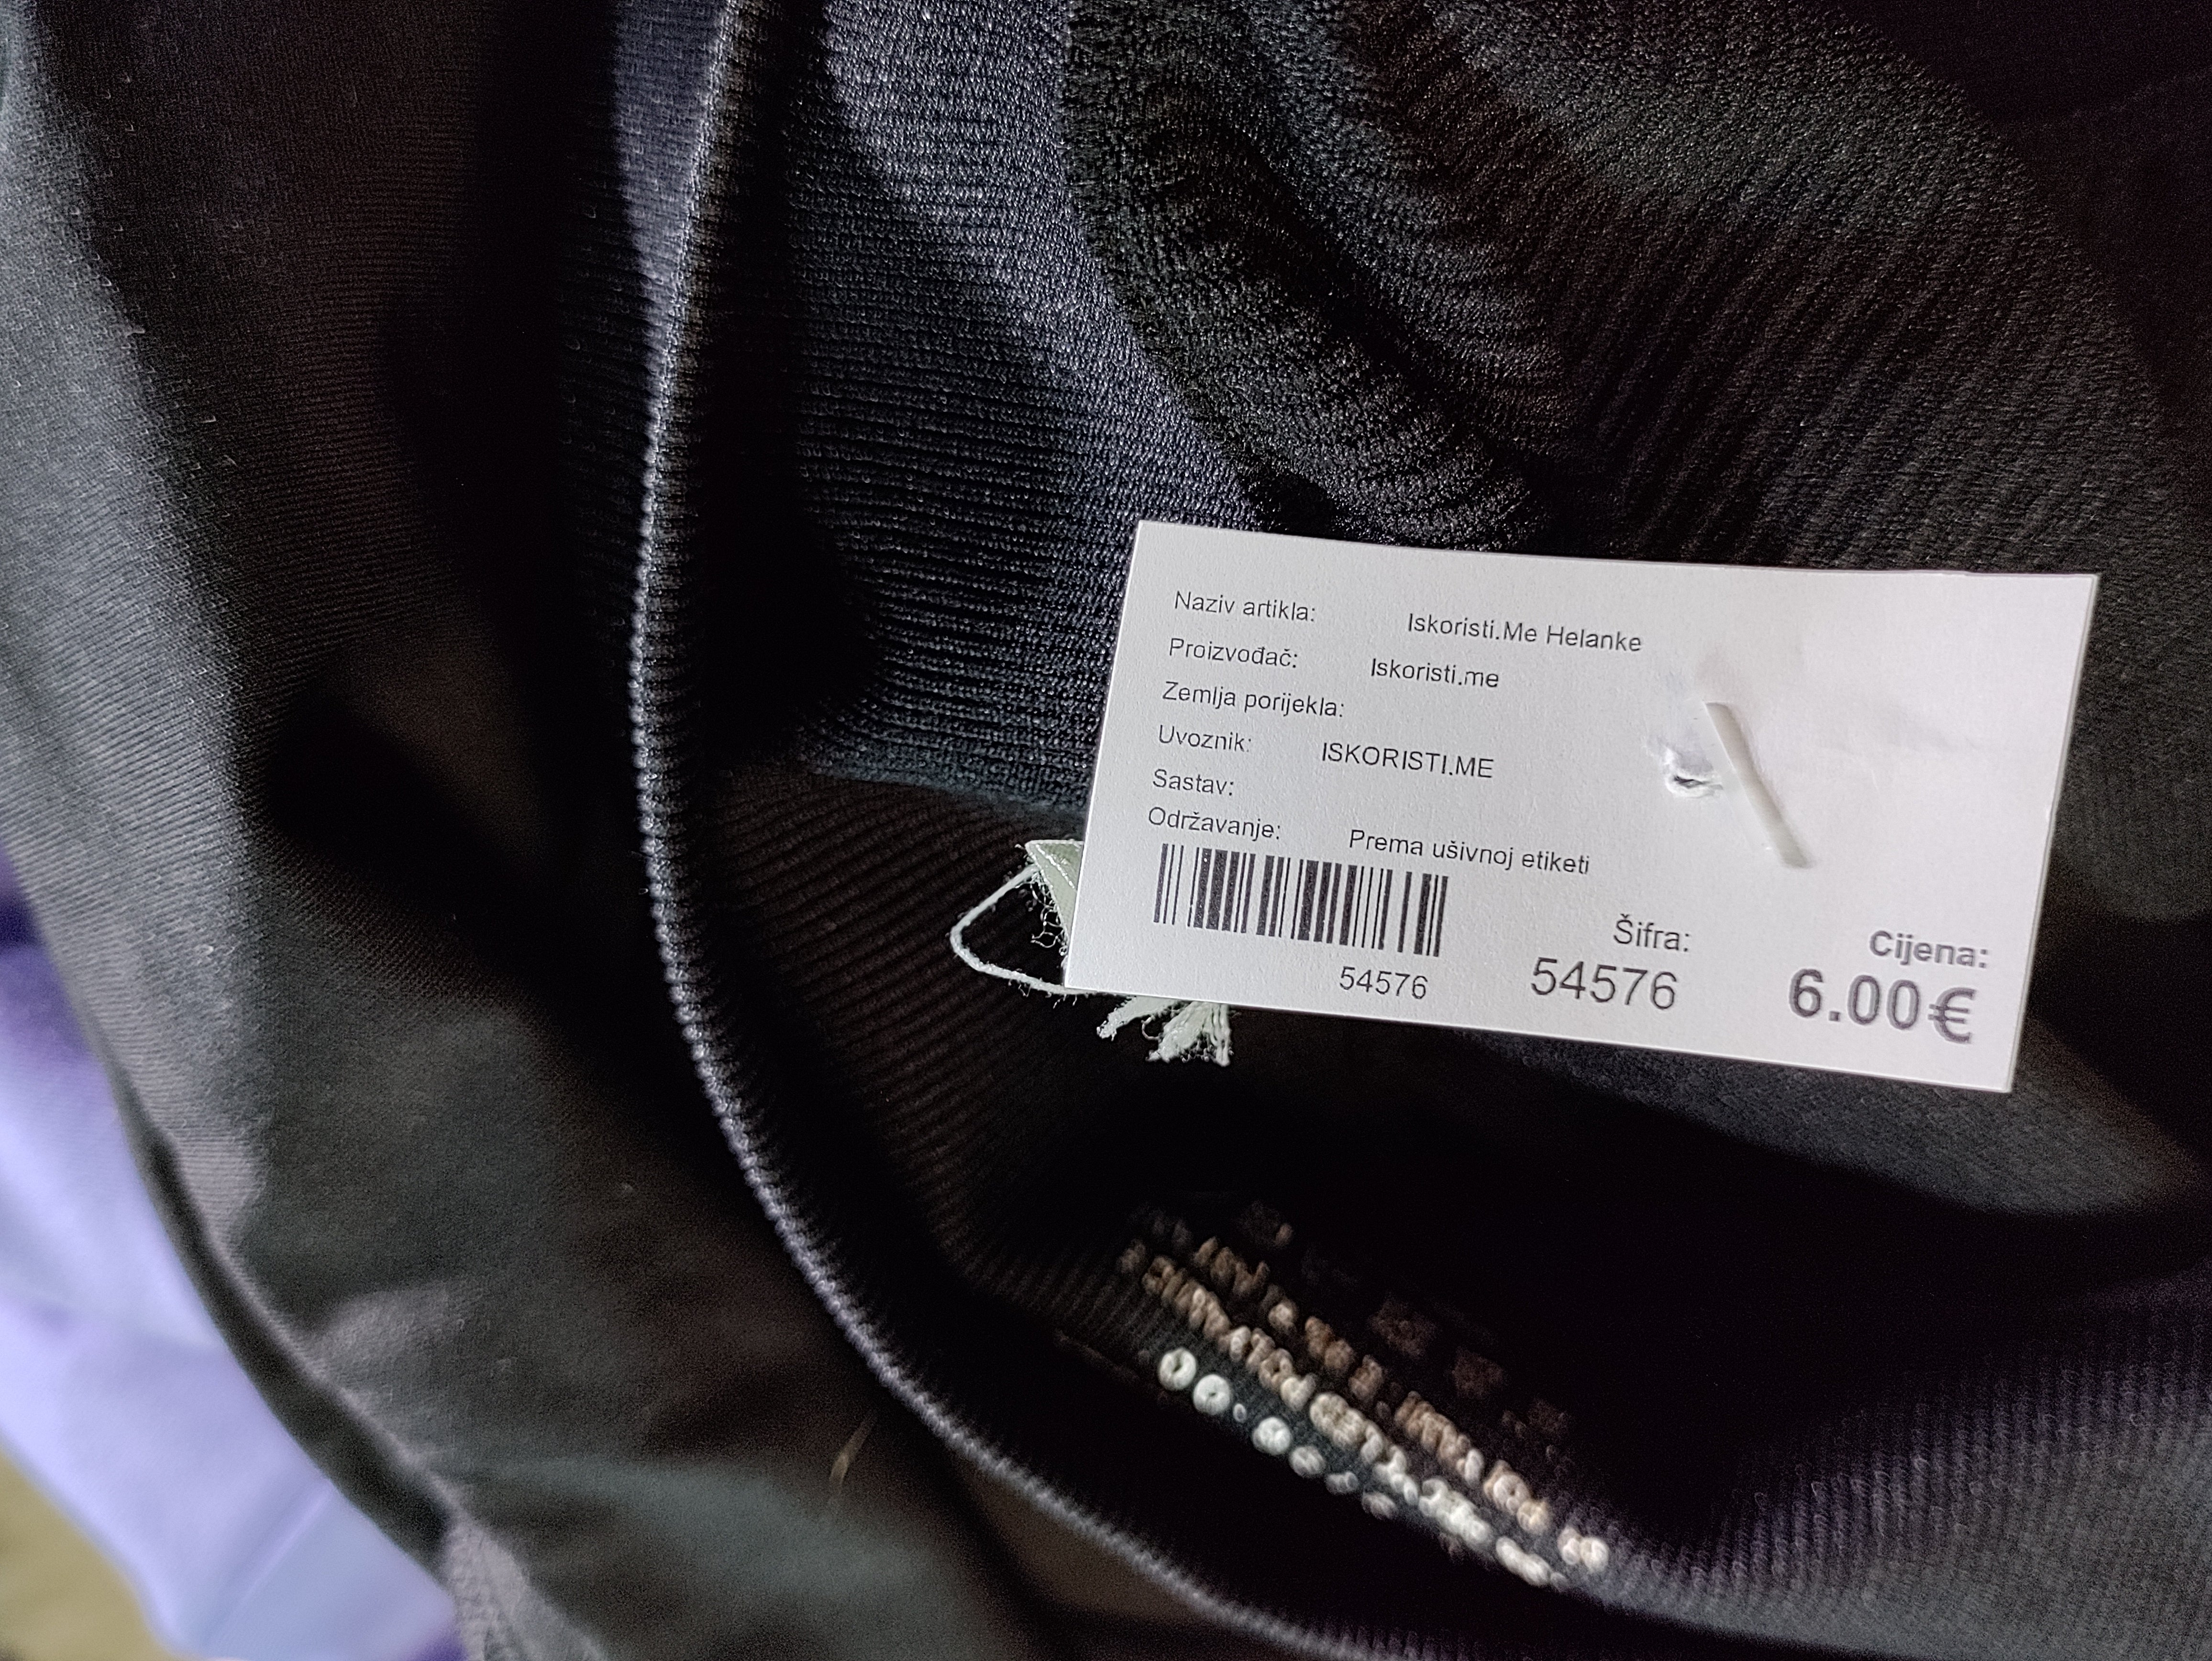 Naziv artikla: Iskoristi.Me Helanke
Proizvođač: Iskoristi.me
Zemlja porijekla:
Uvoznik: ISKORISTI.ME
Sastav:
Održavanje: Prema ušivnoj etiketi
54576
Šifra:
54576
Cijena:
6.00€